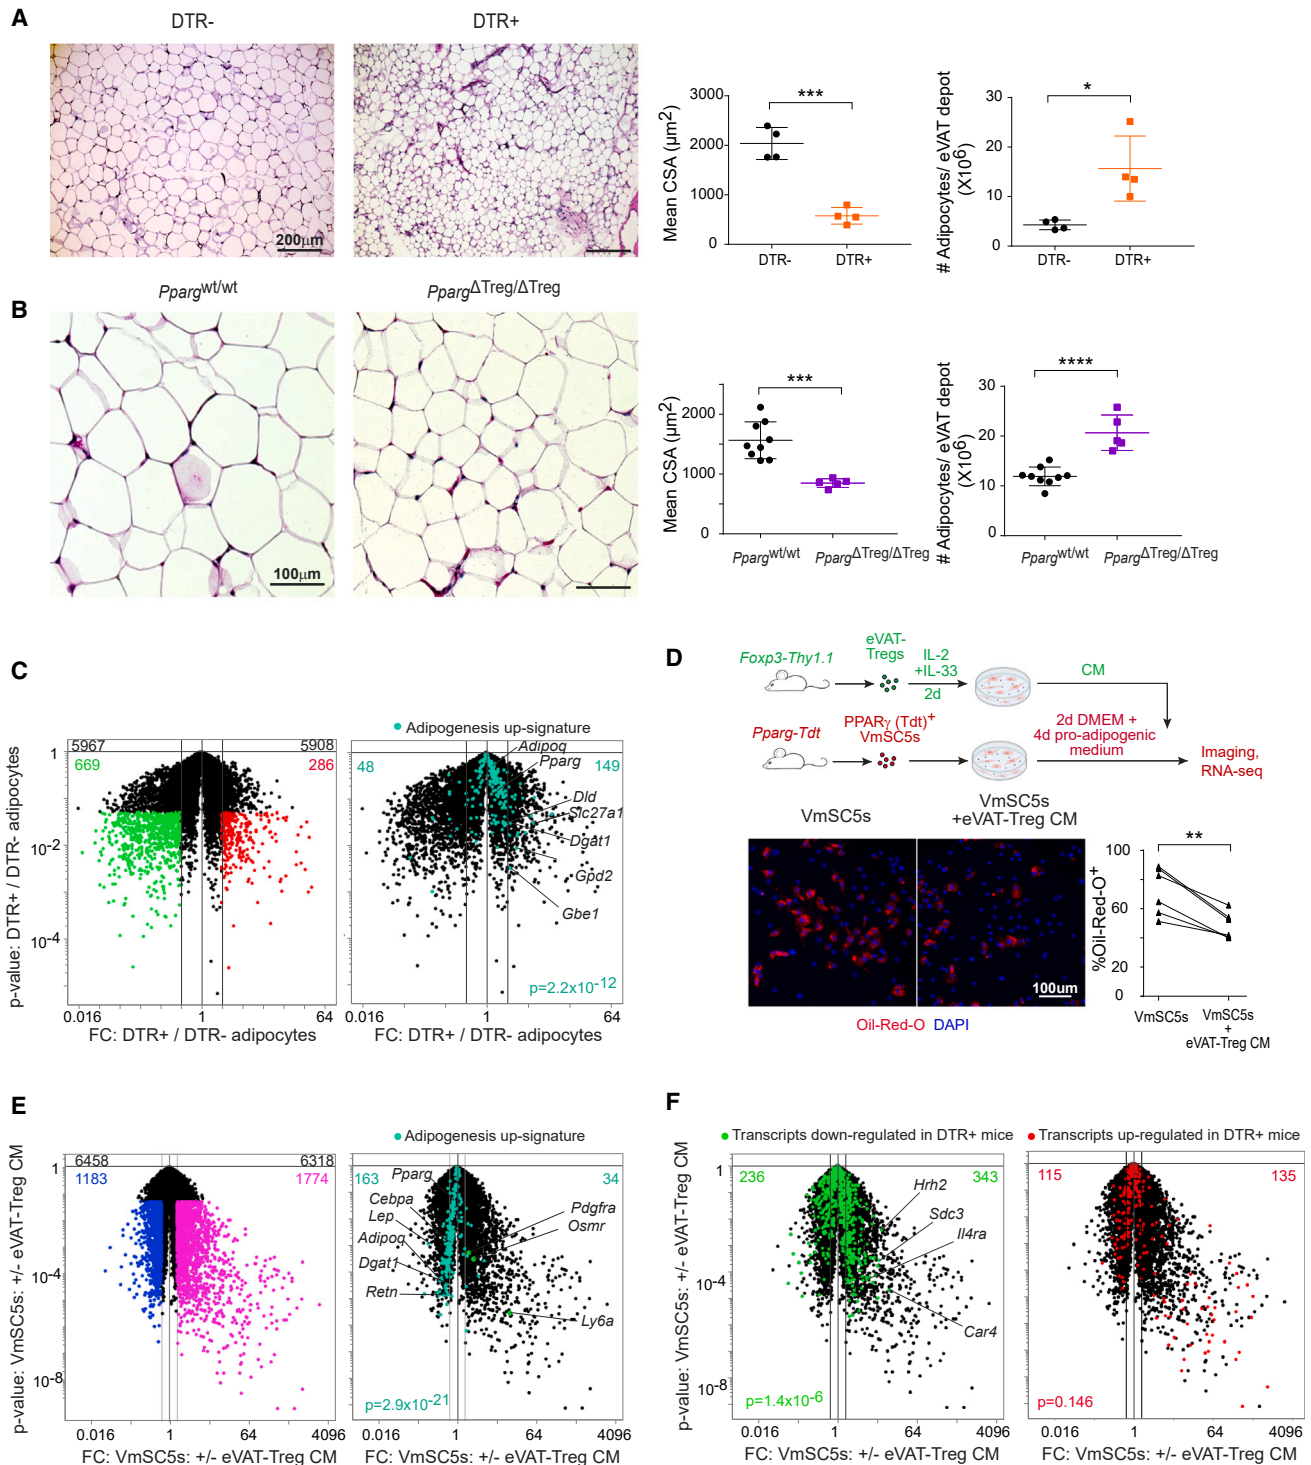 A
DTR-
DTR+
200µm
Mean CSA (µm²)
3000
2000
1000
0
***
DTR-
DTR+
# Adipocytes/ eVAT depot
(X10⁶)
30
20
10
0
*
DTR-
DTR+
B
Pparg^wt/wt
Pparg^ΔTreg/ΔTreg
100µm
Mean CSA (µm²)
2000
1000
0
***
Pparg^wt/wt
Pparg^ΔTreg/ΔTreg
# Adipocytes/ eVAT depot
(X10⁶)
30
20
10
0
****
Pparg^wt/wt
Pparg^ΔTreg/ΔTreg
C
p-value: DTR+ / DTR- adipocytes
1
10⁻²
10⁻⁴
5967
5908
669
286
0.016
1
64
FC: DTR+ / DTR- adipocytes
Adipogenesis up-signature
48
149
Adipoq
Pparg
Dld
Slc27a1
Dgat1
Gpd2
Gbe1
p=2.2x10⁻¹²
0.016
1
64
FC: DTR+ / DTR- adipocytes
D
Foxp3-Thy1.1
eVAT-
Tregs
IL-2
+IL-33
2d
CM
Pparg-Tdt
PPARγ (Tdt)⁺
VmSC5s
2d DMEM +
4d pro-adipogenic
medium
Imaging,
RNA-seq
VmSC5s
VmSC5s
+eVAT-Treg CM
100um
Oil-Red-O DAPI
%Oil-Red-O⁺
100
60
20
0
**
VmSC5s
VmSC5s
+
eVAT-Treg CM
E
p-value: VmSC5s: +/- eVAT-Treg CM
1
10⁻⁴
10⁻⁸
6458
6318
1183
1774
0.016
1
64
4096
FC: VmSC5s: +/- eVAT-Treg CM
Adipogenesis up-signature
163
34
Pparg
Cebpa
Lep
Adipoq
Dgat1
Retn
Pdgfra
Osmr
Ly6a
p=2.9x10⁻²¹
0.016
1
64
4096
FC: VmSC5s: +/- eVAT-Treg CM
F
p-value: VmSC5s: +/- eVAT-Treg CM
1
10⁻⁴
10⁻⁸
Transcripts down-regulated in DTR+ mice
236
343
Hrh2
Sdc3
Il4ra
Car4
p=1.4x10⁻⁶
0.016
1
64
4096
FC: VmSC5s: +/- eVAT-Treg CM
Transcripts up-regulated in DTR+ mice
115
135
p=0.146
0.016
1
64
4096
FC: VmSC5s: +/- eVAT-Treg CM